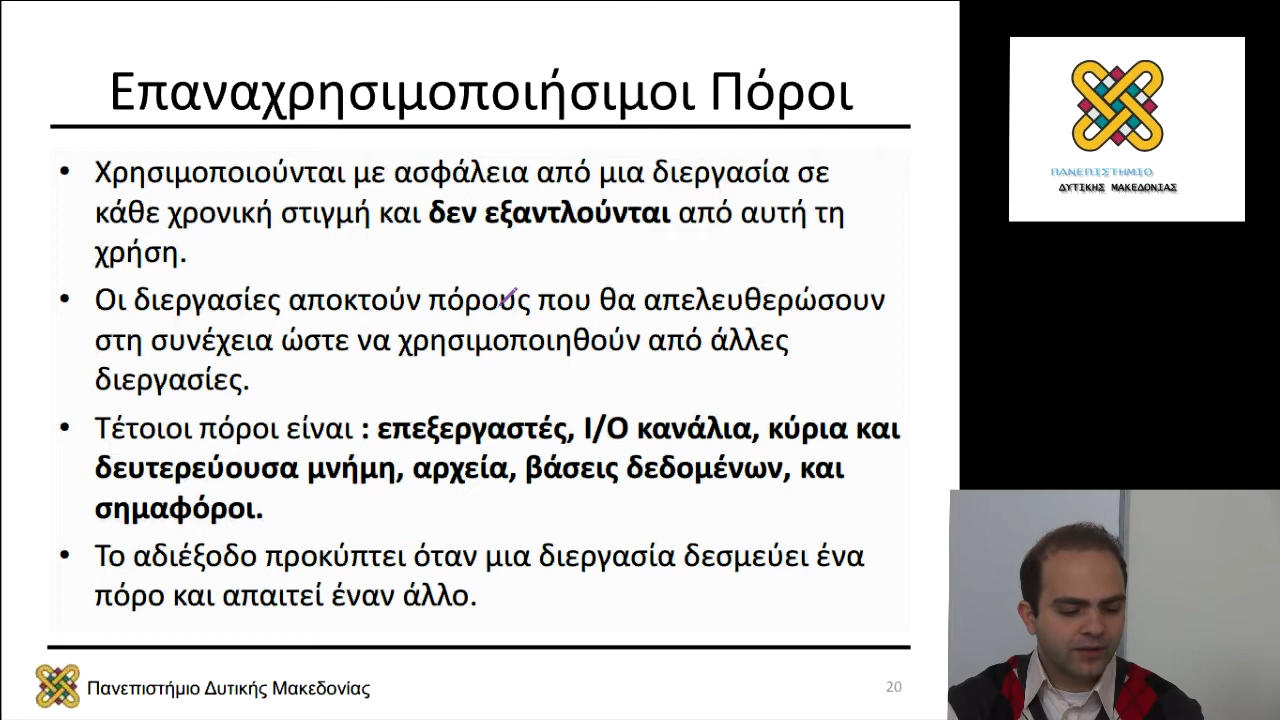 Επαναχρησιμοποιήσιμοι Πόροι
• Χρησιμοποιούνται με ασφάλεια από μια διεργασία σε
κάθε χρονική στιγμή και δεν εξαντλούνται από αυτή τη
χρήση.
• Οι διεργασίες αποκτούν πόρους που θα απελευθερώσουν
στη συνέχεια ώστε να χρησιμοποιηθούν από άλλες
διεργασίες.
• Τέτοιοι πόροι είναι : επεξεργαστές, I/O κανάλια, κύρια και
δευτερεύουσα μνήμη, αρχεία, βάσεις δεδομένων, και
σημαφόροι.
• Το αδιέξοδο προκύπτει όταν μια διεργασία δεσμεύει ένα
πόρο και απαιτεί έναν άλλο.
Πανεπιστήμιο Δυτικής Μακεδονίας
20
ΠΑΝΕΠΙΣΤΗΜΙΟ
ΔΥΤΙΚΗΣ ΜΑΚΕΔΟΝΙΑΣ